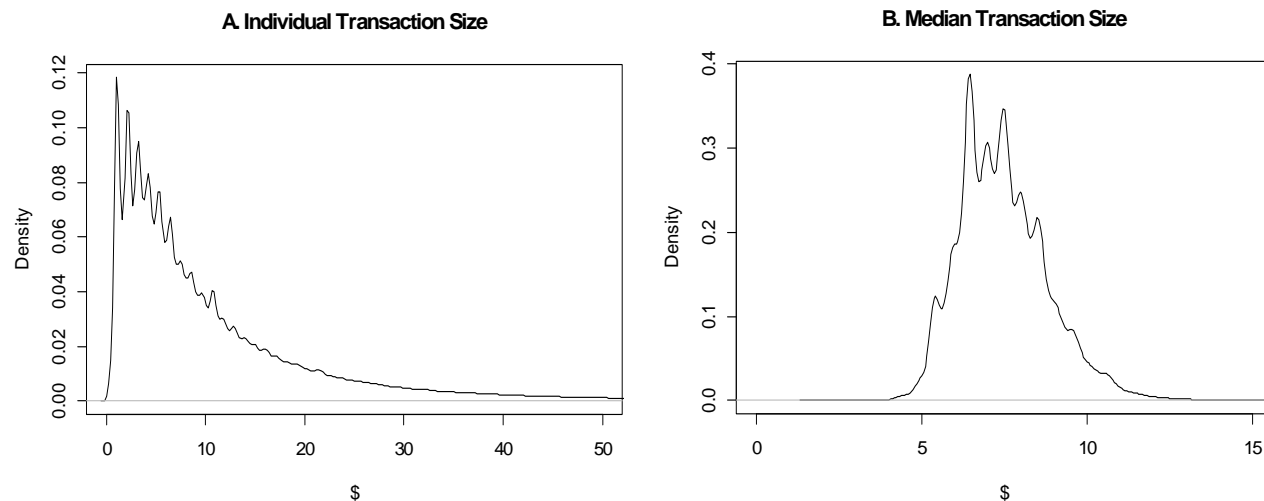 A. Individual Transaction Size
Density
0.00 0.02 0.04 0.06 0.08 0.10 0.12
0 10 20 30 40 50
$
B. Median Transaction Size
Density
0.0 0.1 0.2 0.3 0.4
0 5 10 15
$